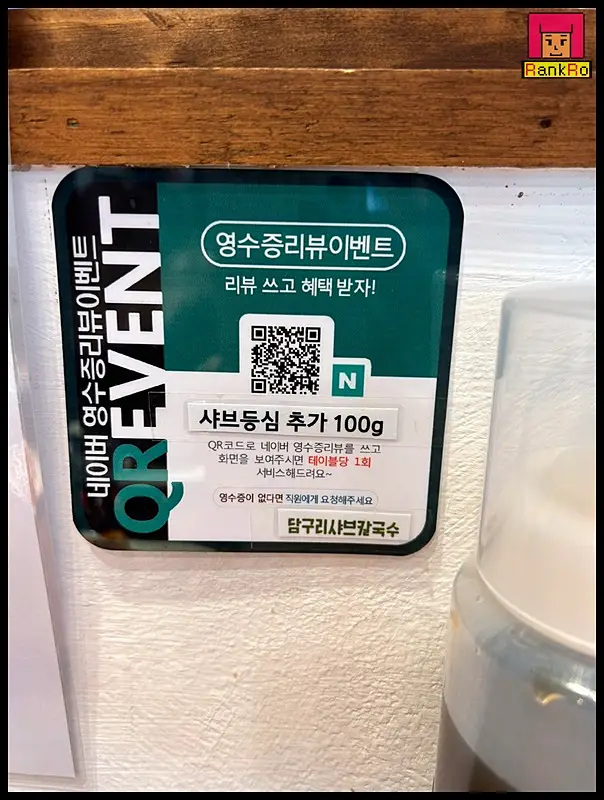 RankRo
네이버 영수증리뷰이벤트
QREVENT
영수증리뷰이벤트
리뷰 쓰고 혜택 받자!
N
샤브등심 추가 100g
QR코드로 네이버 영수증리뷰를 쓰고
화면을 보여주시면 테이블당 1회
서비스해드려요~
영수증이 없다면 직원에게 요청해주세요
담구리샤브칼국수